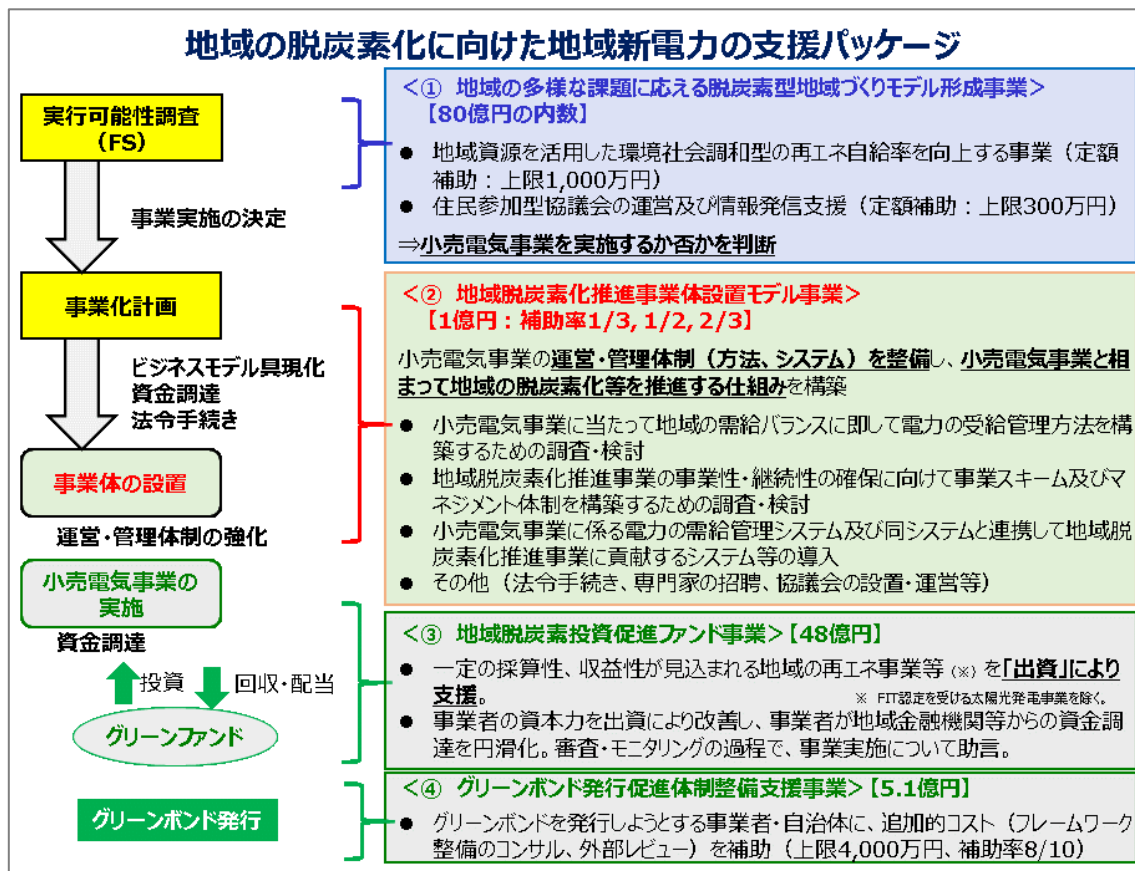 地域の脱炭素化に向けた地域新電力の支援パッケージ
実行可能性調査
（FS）
事業実施の決定
事業化計画
ビジネスモデル具現化
資金調達
法令手続き
事業体の設置
運営・管理体制の強化
小売電気事業の
実施
資金調達
投資
回収・配当
グリーンファンド
グリーンボンド発行
＜① 地域の多様な課題に応える脱炭素型地域づくりモデル形成事業＞
【80億円の内数】
● 地域資源を活用した環境社会調和型の再エネ自給率を向上する事業（定額
補助：上限1,000万円）
● 住民参加型協議会の運営及び情報発信支援（定額補助：上限300万円）
⇒小売電気事業を実施するか否かを判断
＜② 地域脱炭素化推進事業体設置モデル事業＞
【1億円：補助率1/3, 1/2, 2/3】
小売電気事業の運営・管理体制（方法、システム）を整備し、小売電気事業と相
まって地域の脱炭素化等を推進する仕組みを構築
● 小売電気事業に当たって地域の需給バランスに即して電力の受給管理方法を構
築するための調査・検討
● 地域脱炭素化推進事業の事業性・継続性の確保に向けて事業スキーム及びマ
ネジメント体制を構築するための調査・検討
● 小売電気事業に係る電力の需給管理システム及び同システムと連携して地域脱
炭素化推進事業に貢献するシステム等の導入
● その他（法令手続き、専門家の招聘、協議会の設置・運営等）
＜③ 地域脱炭素投資促進ファンド事業＞【48億円】
● 一定の採算性、収益性が見込まれる地域の再エネ事業等（※）を「出資」により
支援。 ※ FIT認定を受ける太陽光発電事業を除く。
● 事業者の資本力を出資により改善し、事業者が地域金融機関等からの資金調
達を円滑化。審査・モニタリングの過程で、事業実施について助言。
＜④ グリーンボンド発行促進体制整備支援事業＞【5.1億円】
● グリーンボンドを発行しようとする事業者・自治体に、追加的コスト（フレームワーク
整備のコンサル、外部レビュー）を補助（上限4,000万円、補助率8/10）